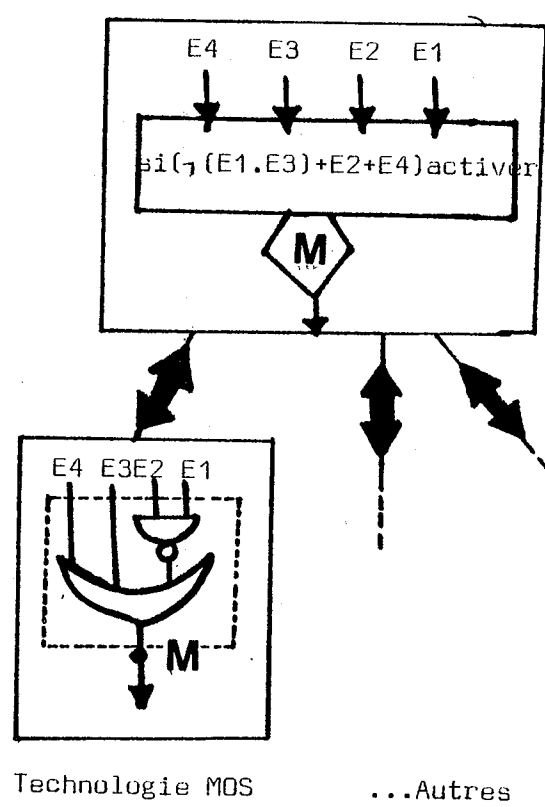 E4 E3 E2 E1
si(¬(E1.E3)+E2+E4)activer
M
E4 E3E2 E1
M
Technologie MOS ...Autres